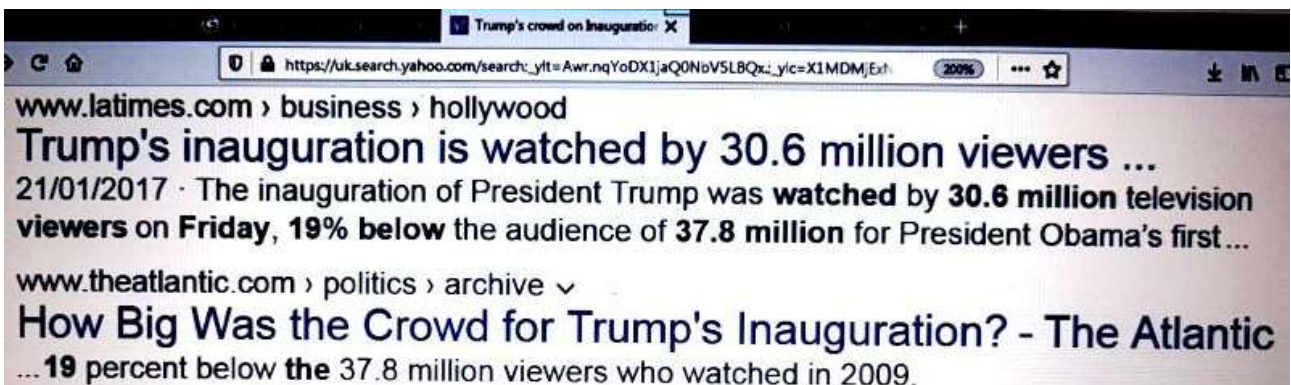 Trump's crowd on Inauguration
https://uk.search.yahoo.com/search;_ylt=Awr.nqYoDX1jaQ0NbV5LBQx.;_ylc=X1MDMjExN
200%
www.latimes.com › business › hollywood
Trump's inauguration is watched by 30.6 million viewers ...
21/01/2017 · The inauguration of President Trump was watched by 30.6 million television
viewers on Friday, 19% below the audience of 37.8 million for President Obama's first ...
www.theatlantic.com › politics › archive
How Big Was the Crowd for Trump's Inauguration? - The Atlantic
... 19 percent below the 37.8 million viewers who watched in 2009.